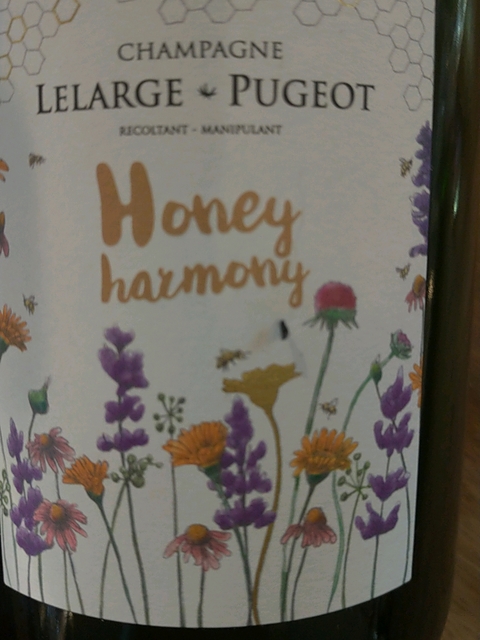 CHAMPAGNE
LELARGE PUGEOT
RECOLTANT - MANIPULANT
Honey
harmony